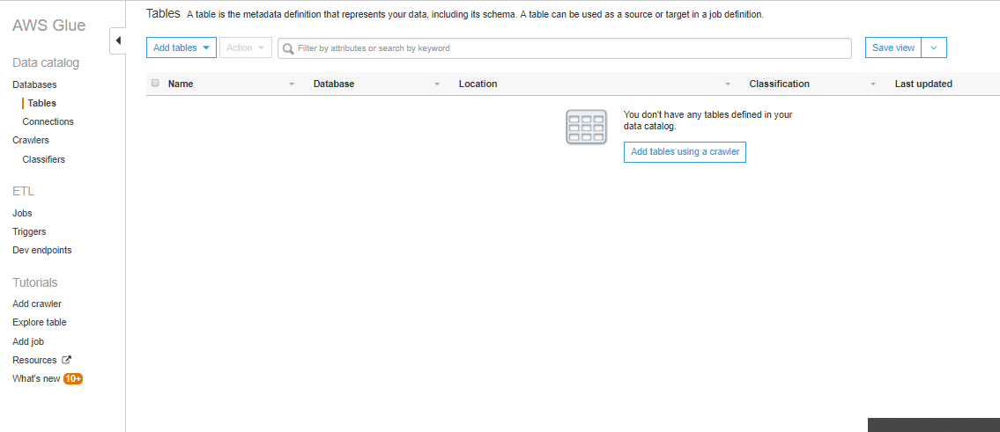 AWS Glue
Data catalog
Databases
Tables
Connections
Crawlers
Classifiers
ETL
Jobs
Triggers
Dev endpoints
Tutorials
Add crawler
Explore table
Add job
Resources
What's new 10+
Tables A table is the metadata definition that represents your data, including its schema. A table can be used as a source or target in a job definition.
Add tables Action Filter by attributes or search by keyword Save view
Name Database Location Classification Last updated
You don't have any tables defined in your
data catalog.
Add tables using a crawler